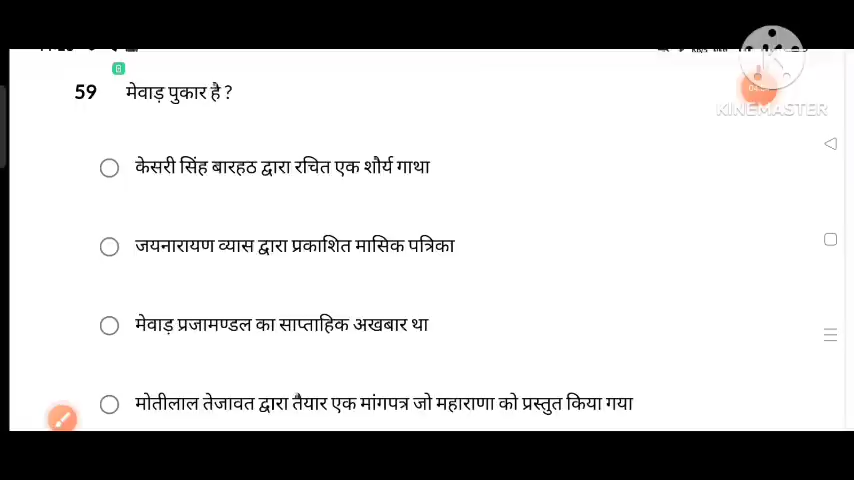 59 मेवाड़ पुकार है ?
केसरी सिंह बारहठ द्वारा रचित एक शौर्य गाथा
जयनारायण व्यास द्वारा प्रकाशित मासिक पत्रिका
मेवाड़ प्रजामण्डल का साप्ताहिक अखबार था
मोतीलाल तेजावत द्वारा तैयार एक मांगपत्र जो महाराणा को प्रस्तुत किया गया
KINEMASTER